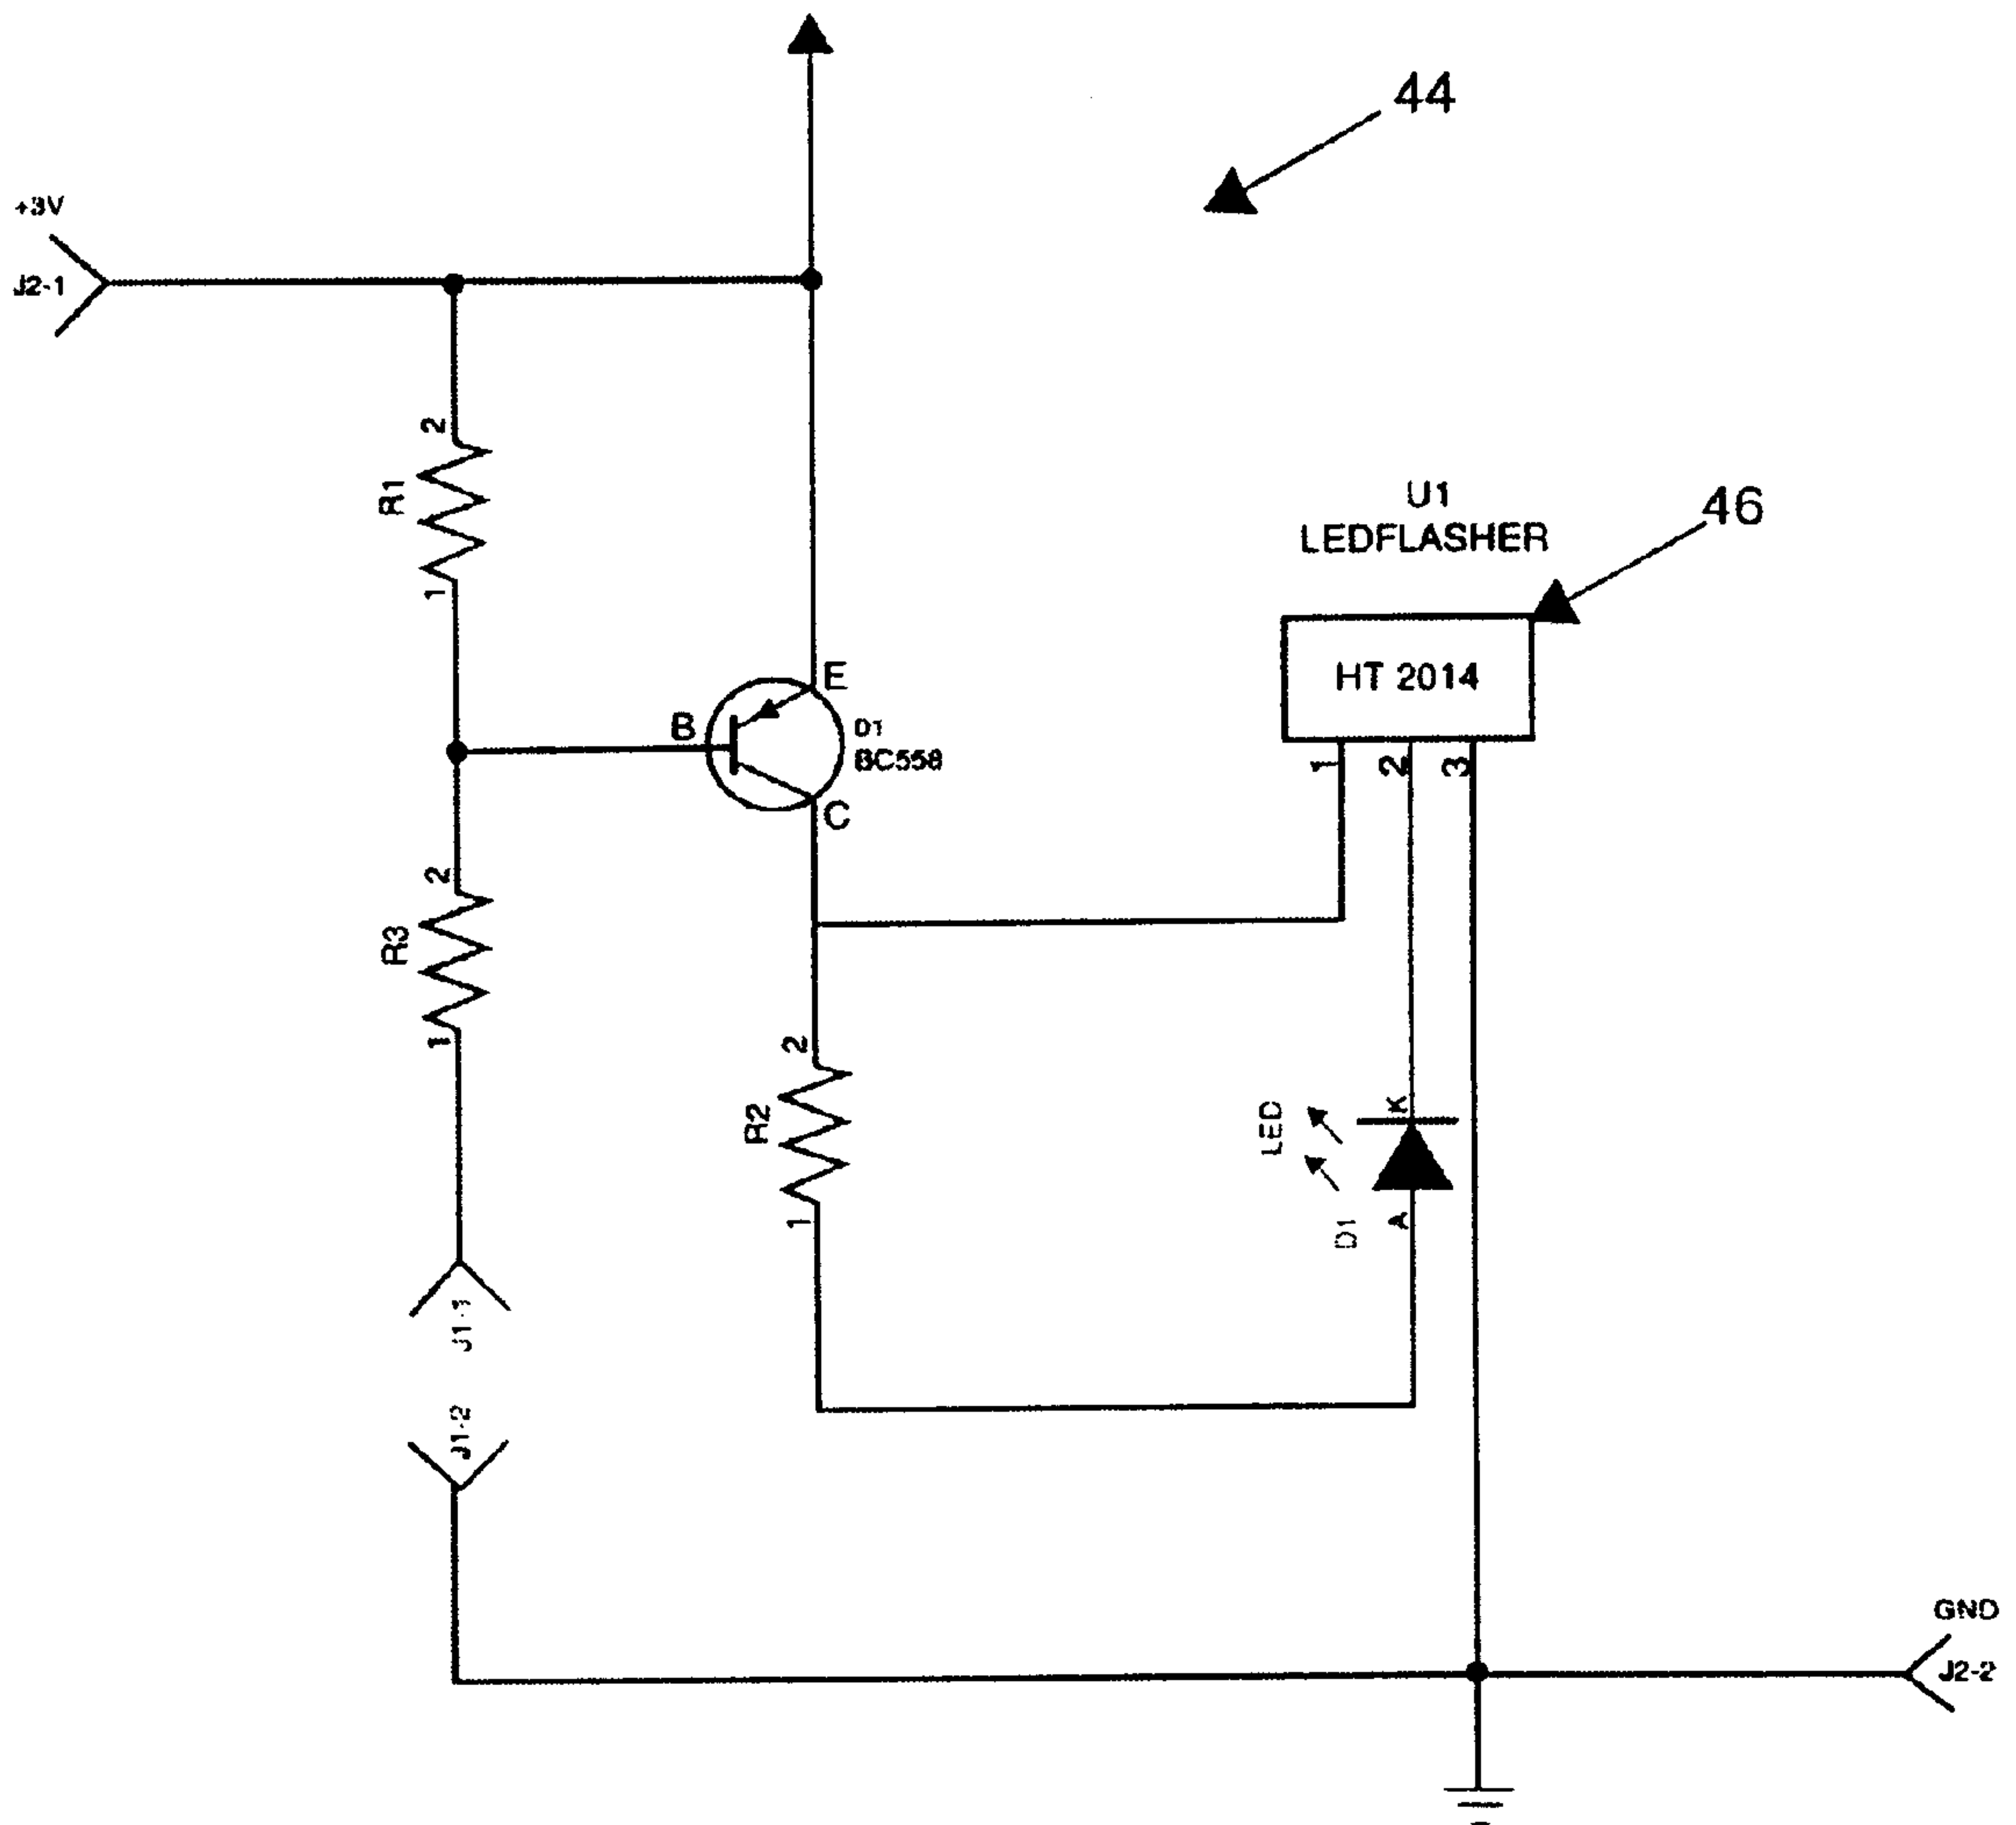 44
+3V
J2-1
2
R1
1
U1
LEDFLASHER
46
HT 2014
E
B
D1
BC558
C
1
2
3
2
R3
1
2
R2
1
LED
K
A
D1
J1-1
J1-2
GND
J2-2